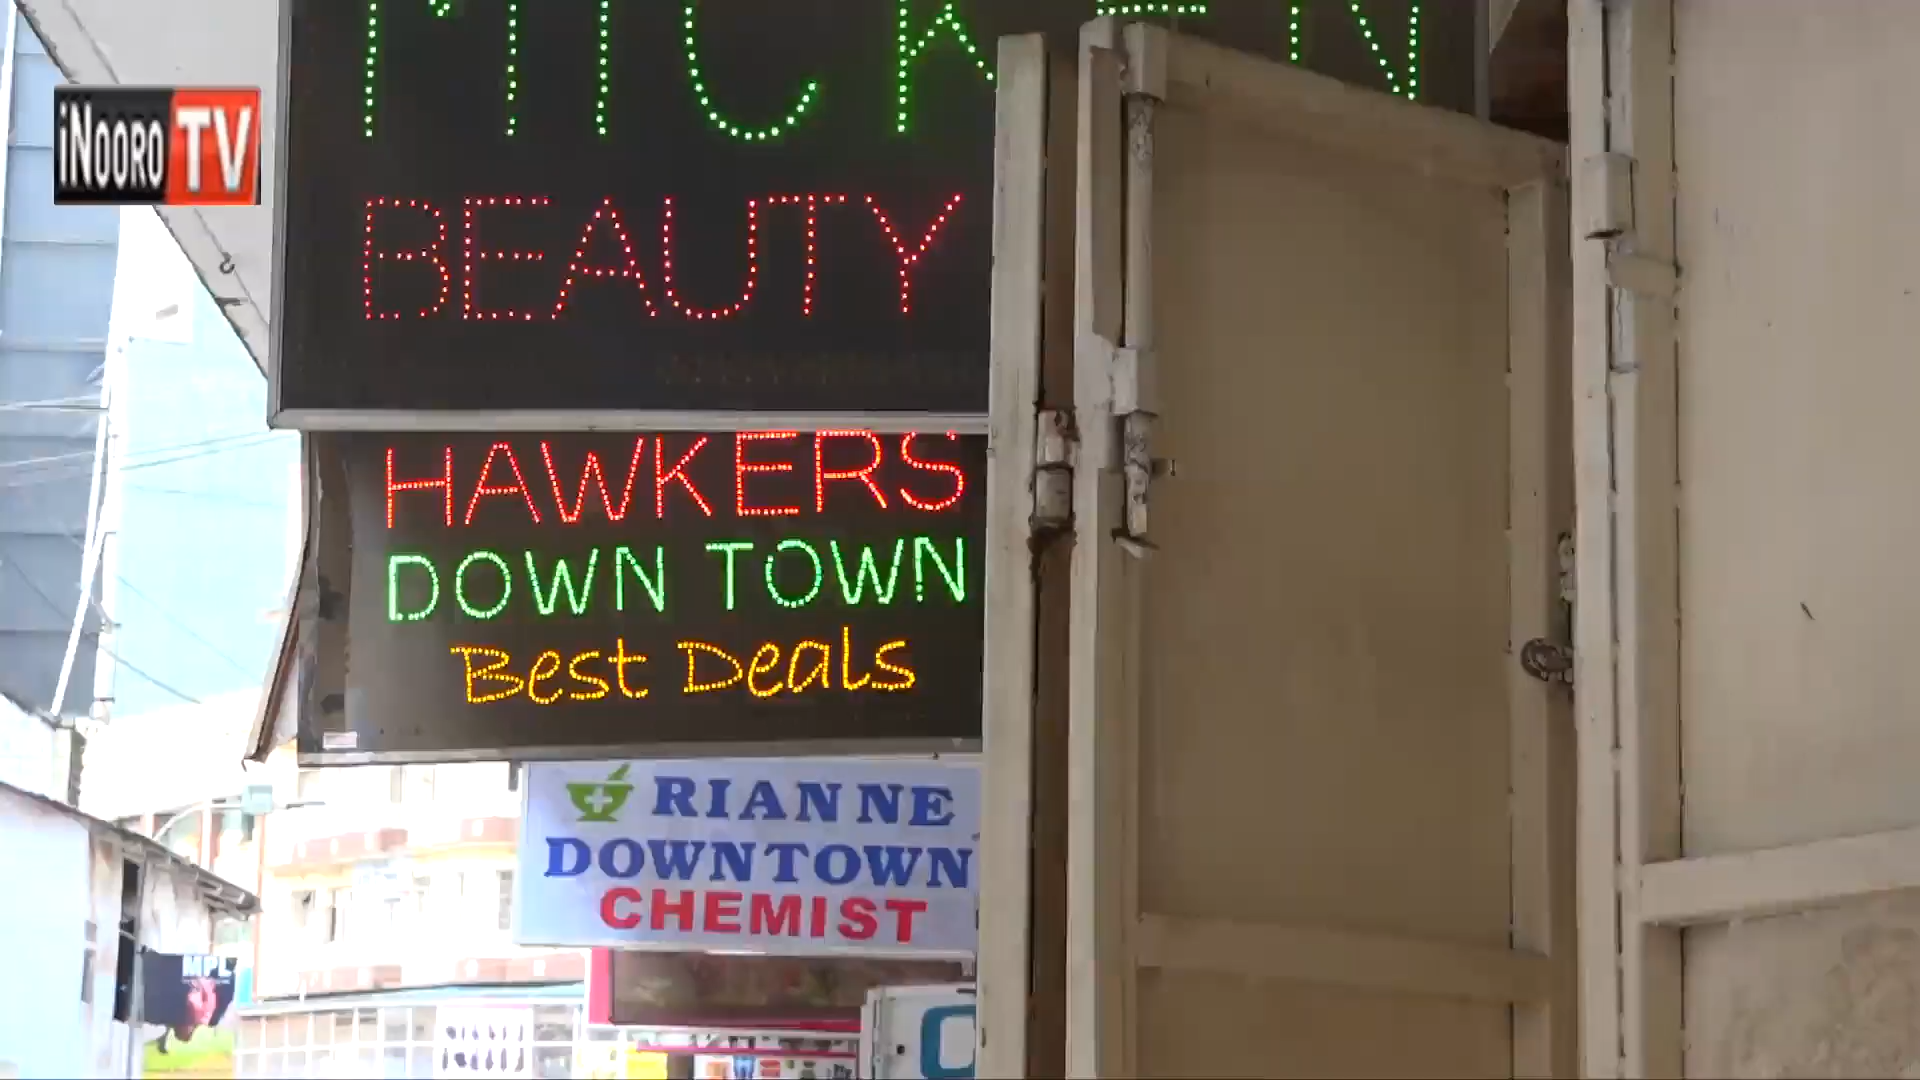 iNOORO TV
BEAUTY
HAWKERS
DOWN TOWN
Best Deals
RIANNE
DOWNTOWN
CHEMIST
MPL